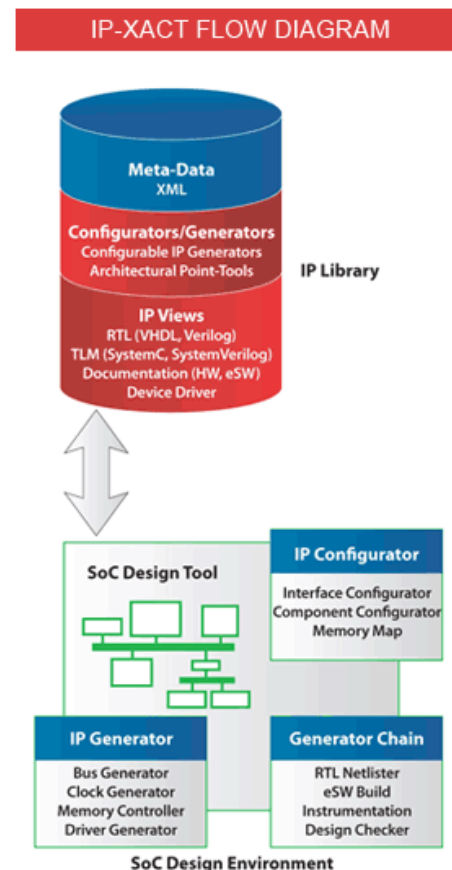 IP-XACT FLOW DIAGRAM
Meta-Data
XML
Configurators/Generators
Configurable IP Generators
Architectural Point-Tools
IP Library
IP Views
RTL (VHDL, Verilog)
TLM (SystemC, SystemVerilog)
Documentation (HW, eSW)
Device Driver
SoC Design Tool
IP Configurator
Interface Configurator
Component Configurator
Memory Map
IP Generator
Bus Generator
Clock Generator
Memory Controller
Driver Generator
Generator Chain
RTL Netlister
eSW Build
Instrumentation
Design Checker
SoC Design Environment